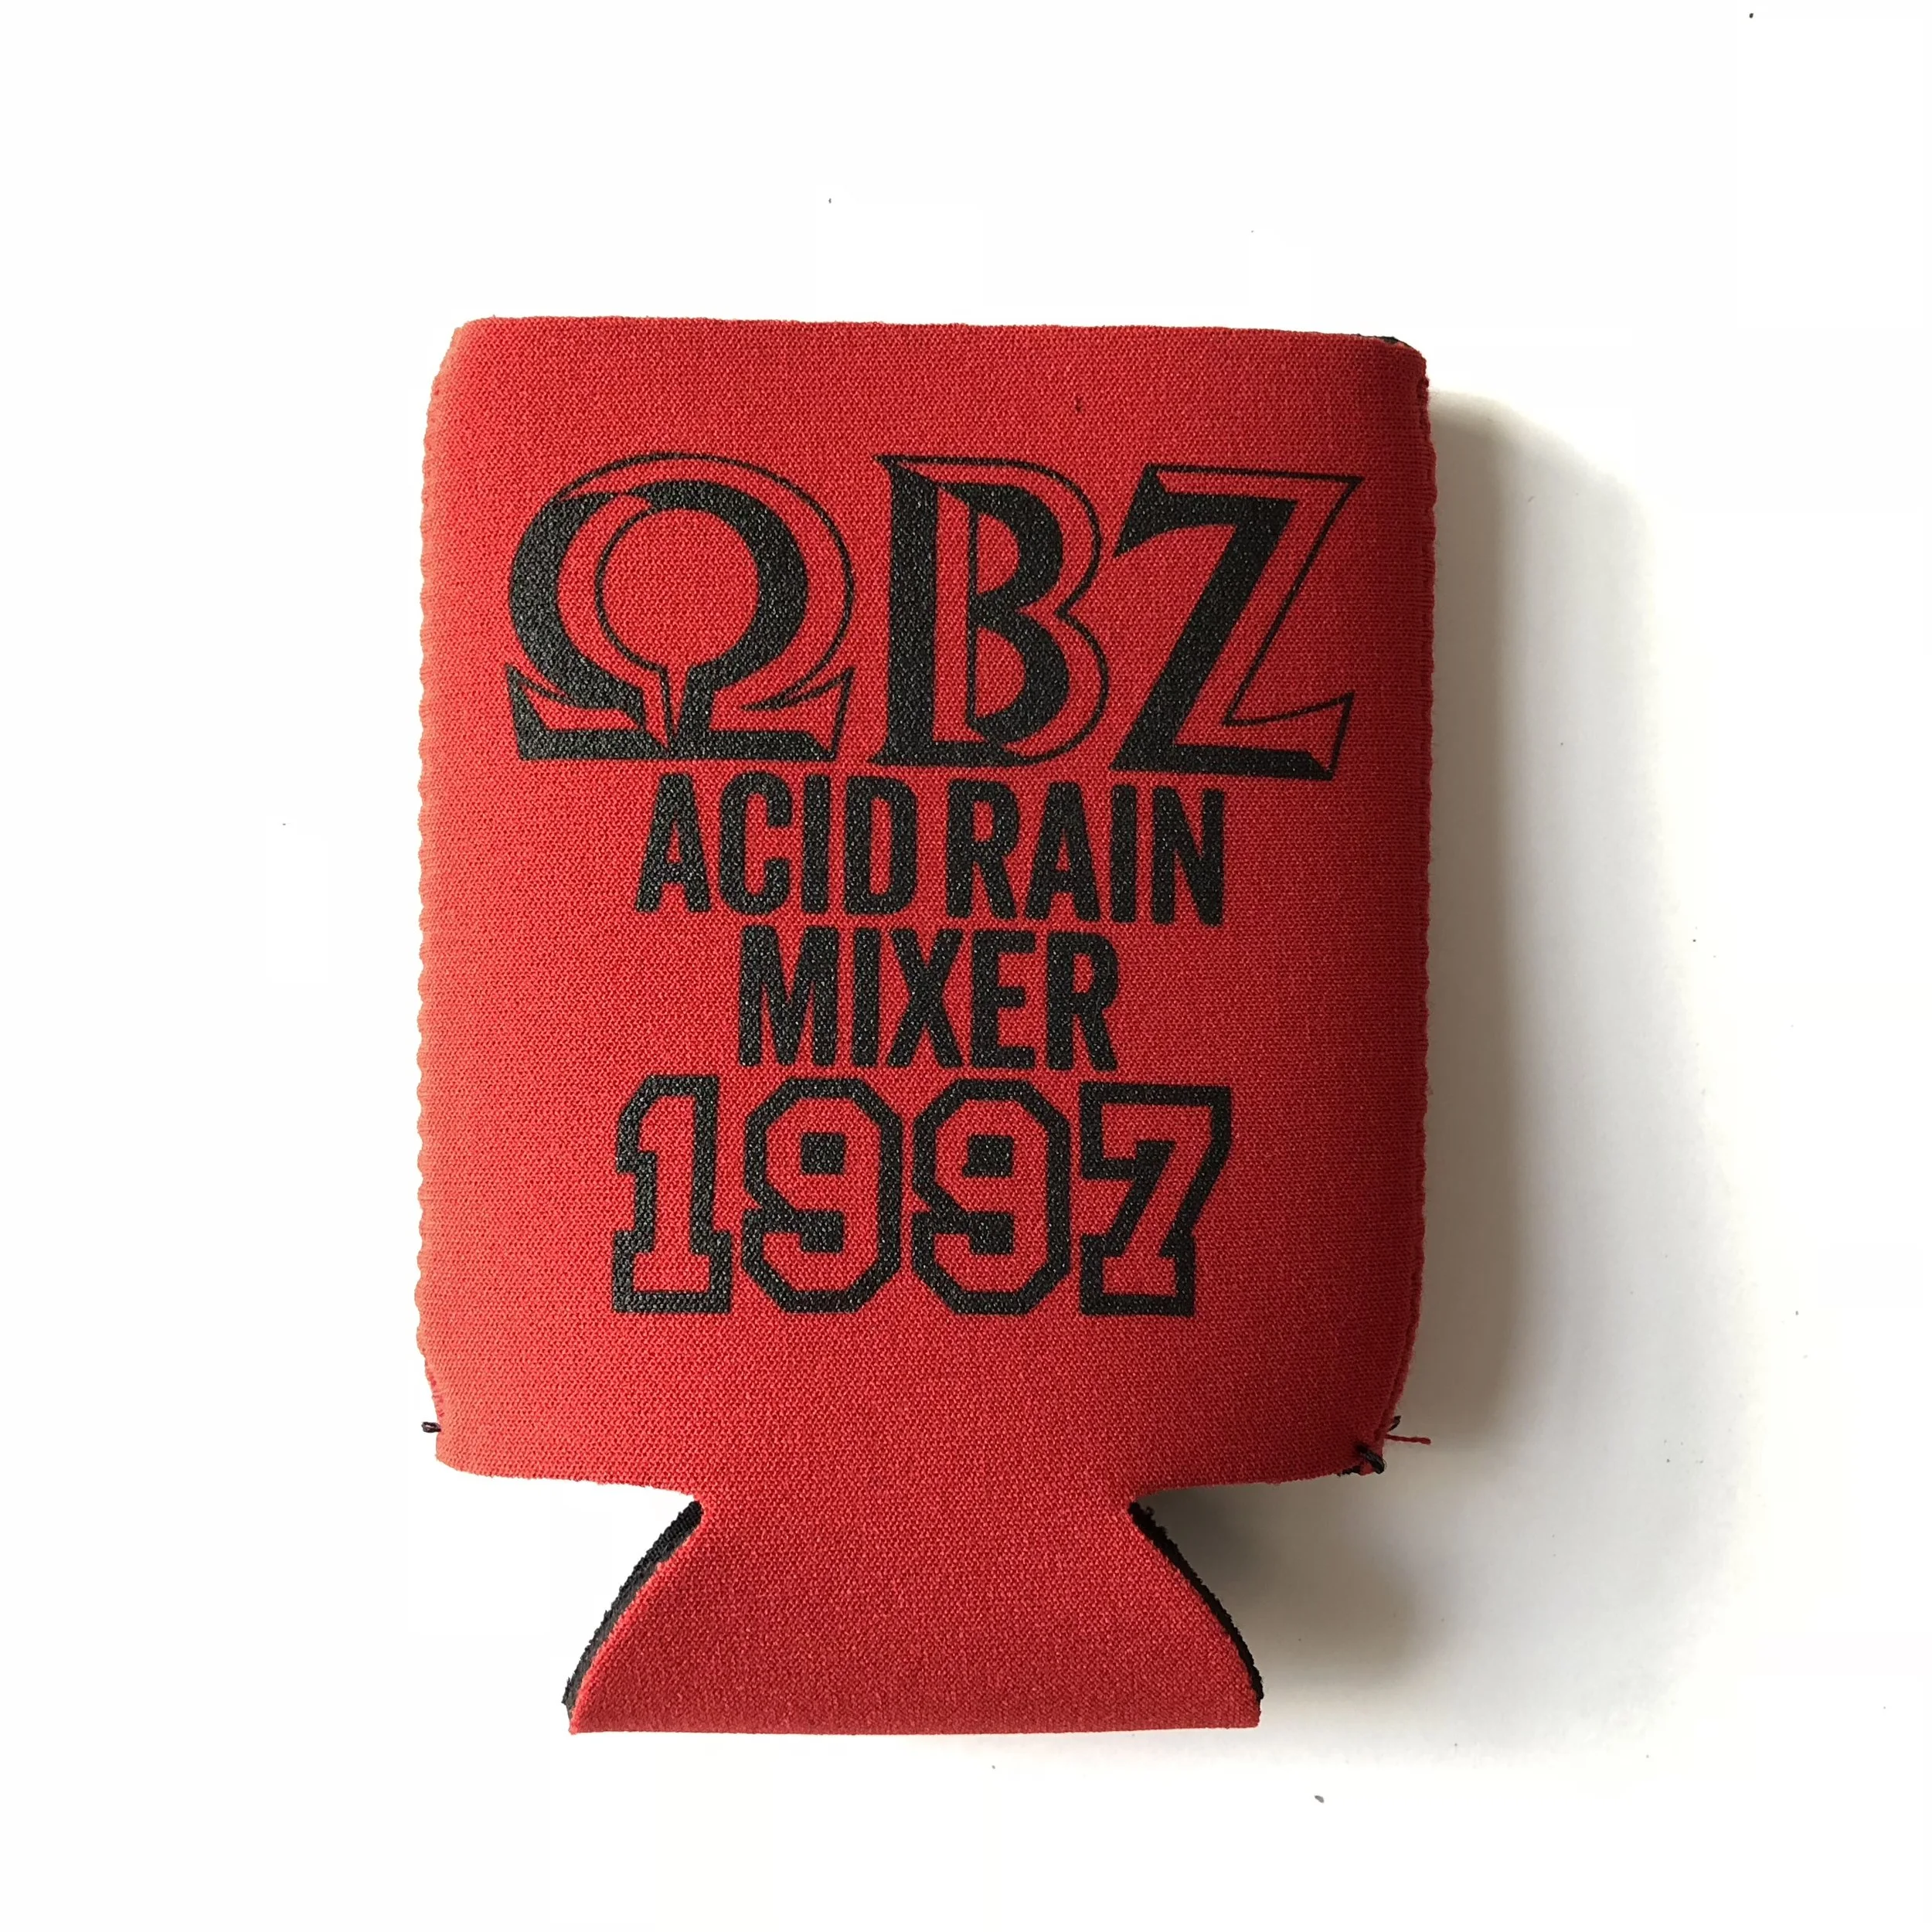 ΩBZ
ACID RAIN
MIXER
1997